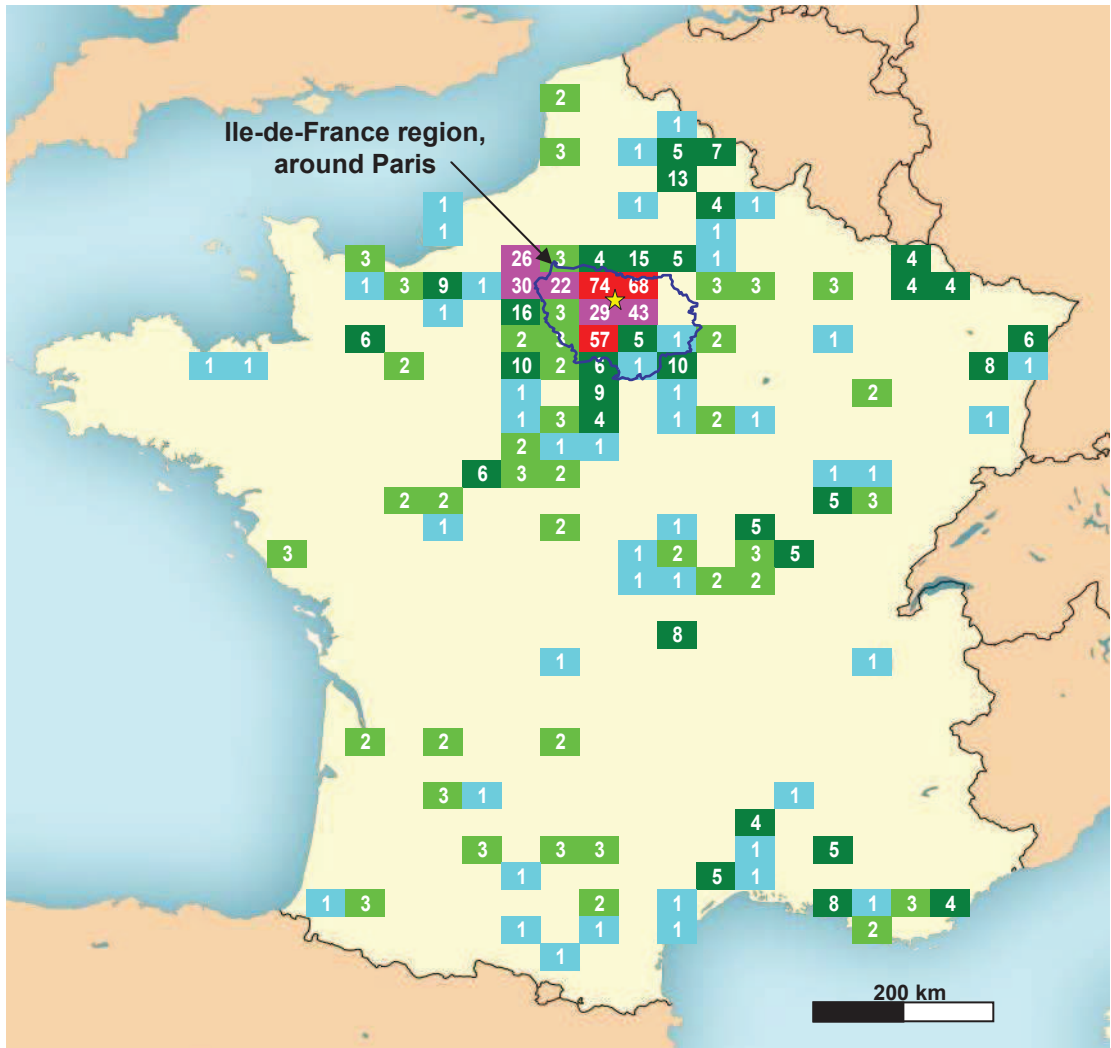 2
Ile-de-France region,
around Paris
1
3 1 5 7
13
1 1 4 1
1 1
3 26 3 4 15 5 1 4
1 3 9 1 30 22 74 68 3 3 3 4 4
1 16 3 29 43
6 2 3 57 5 1 2 1 6
1 1 2 10 2 6 1 10 8 1
1 9 1 2
1 3 4 1 2 1 1
2 1 1
6 3 2 1 1
2 2 5 3
1 2 1 5
3 1 2 3 5
1 1 2 2
8
1 1
2 2 2
3 1 1
4
3 3 3 1 5
1 5 1
1 3 2 1 8 1 3 4
1 1 1 2
1
200 km